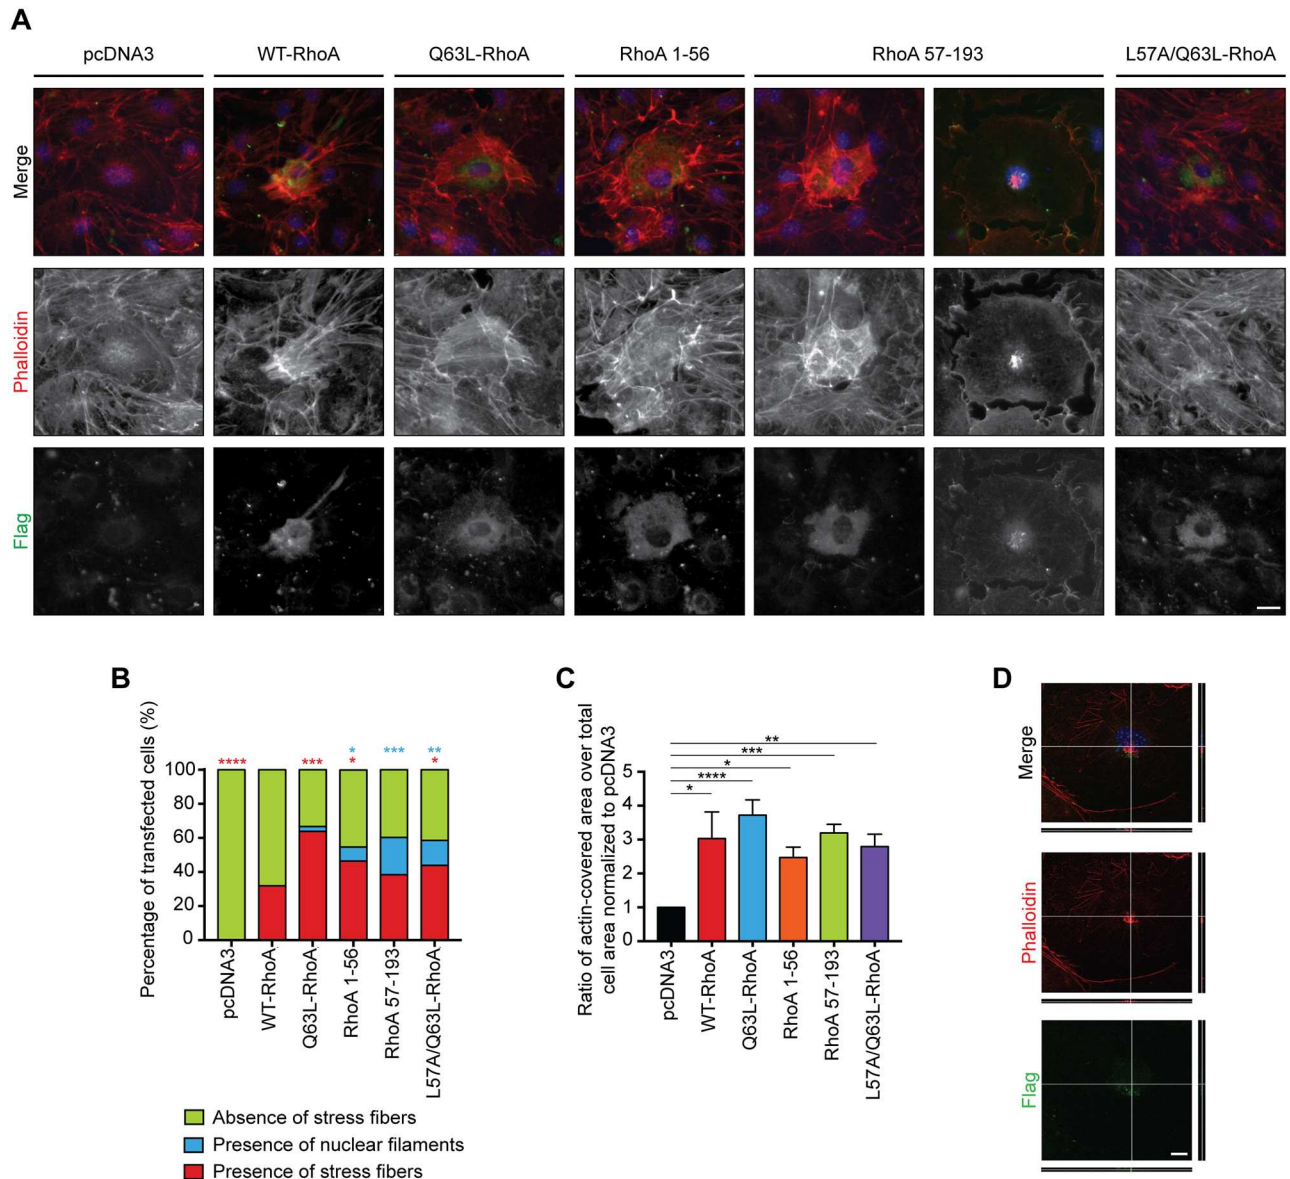 A
pcDNA3 WT-RhoA Q63L-RhoA RhoA 1-56 RhoA 57-193 L57A/Q63L-RhoA
Merge
Phalloidin
Flag
B
Percentage of transfected cells (%)
**** *** * *** **
* *
100
80
60
40
20
0
pcDNA3
WT-RhoA
Q63L-RhoA
RhoA 1-56
RhoA 57-193
L57A/Q63L-RhoA
Absence of stress fibers
Presence of nuclear filaments
Presence of stress fibers
C
Ratio of actin-covered area over total
cell area normalized to pcDNA3
**
***
*
****
*
5
4
3
2
1
0
pcDNA3
WT-RhoA
Q63L-RhoA
RhoA 1-56
RhoA 57-193
L57A/Q63L-RhoA
D
Merge
Phalloidin
Flag